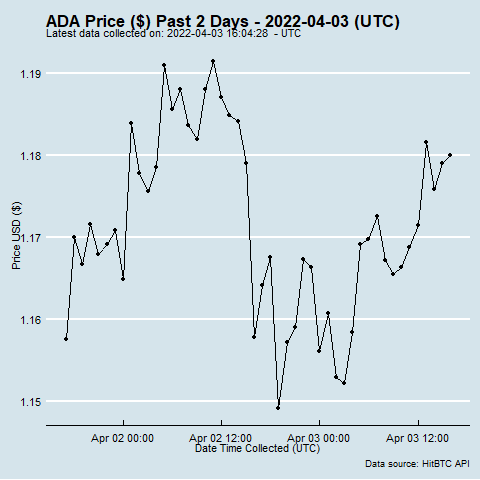 ADA Price ($) Past 2 Days - 2022-04-03 (UTC)
Latest data collected on: 2022-04-03 16:04:28 - UTC
1.19
1.18
1.17
1.16
1.15
Price USD ($)
Apr 02 00:00 Apr 02 12:00 Apr 03 00:00 Apr 03 12:00
Date Time Collected (UTC)
Data source: HitBTC API